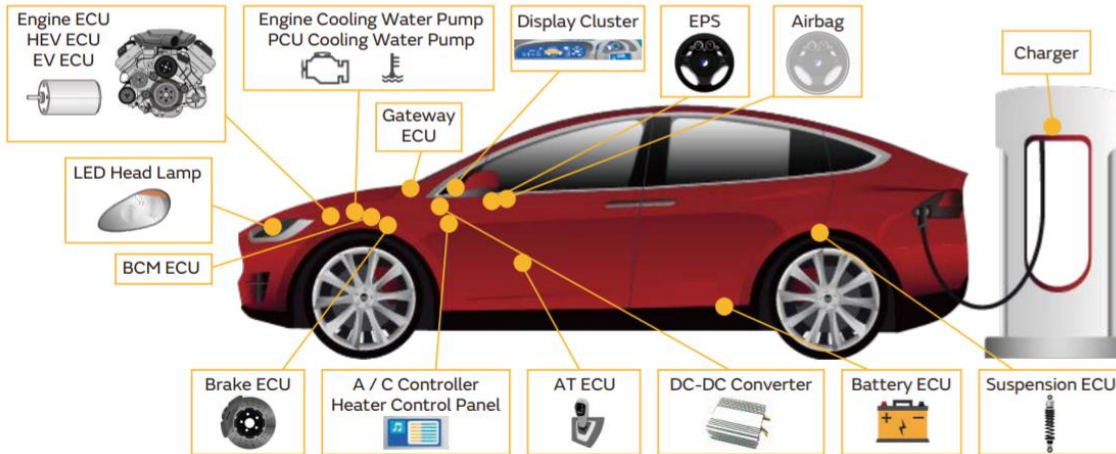 Engine ECU
HEV ECU
EV ECU
Engine Cooling Water Pump
PCU Cooling Water Pump
Display Cluster
EPS
Airbag
Charger
Gateway
ECU
LED Head Lamp
BCM ECU
Brake ECU
A / C Controller
Heater Control Panel
AT ECU
DC-DC Converter
Battery ECU
Suspension ECU